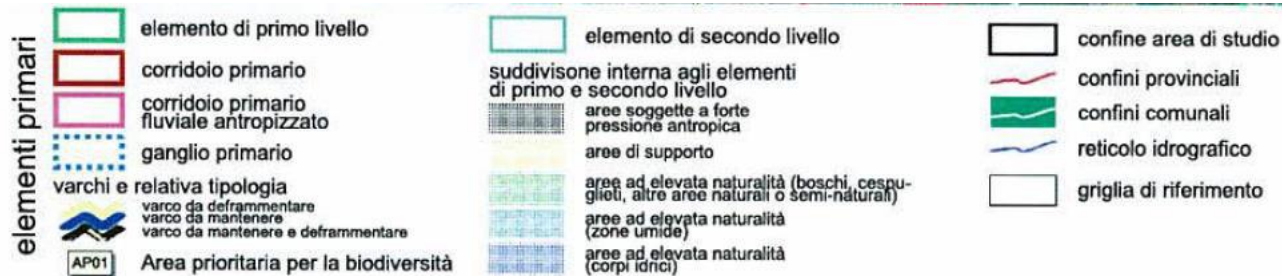 elementi primari
elemento di primo livello
corridoio primario
corridoio primario
fluviale antropizzato
ganglio primario
varchi e relativa tipologia
varco da deframmentare
varco da mantenere
varco da mantenere e deframmentare
AP01
Area prioritaria per la biodiversità
elemento di secondo livello
suddivisone interna agli elementi
di primo e secondo livello
aree soggette a forte
pressione antropica
aree di supporto
aree ad elevata naturalità (boschi, cespu-
glieti, altre aree naturali o semi-naturali)
aree ad elevata naturalità
(zone umide)
aree ad elevata naturalità
(corpi idrici)
confine area di studio
confini provinciali
confini comunali
reticolo idrografico
griglia di riferimento